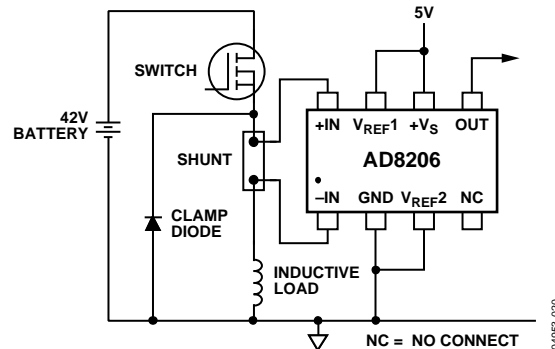 5V
SWITCH
42V
BATTERY
+IN VREF1 +VS OUT
SHUNT
AD8206
–IN GND VREF2 NC
CLAMP
DIODE
INDUCTIVE
LOAD
NC = NO CONNECT